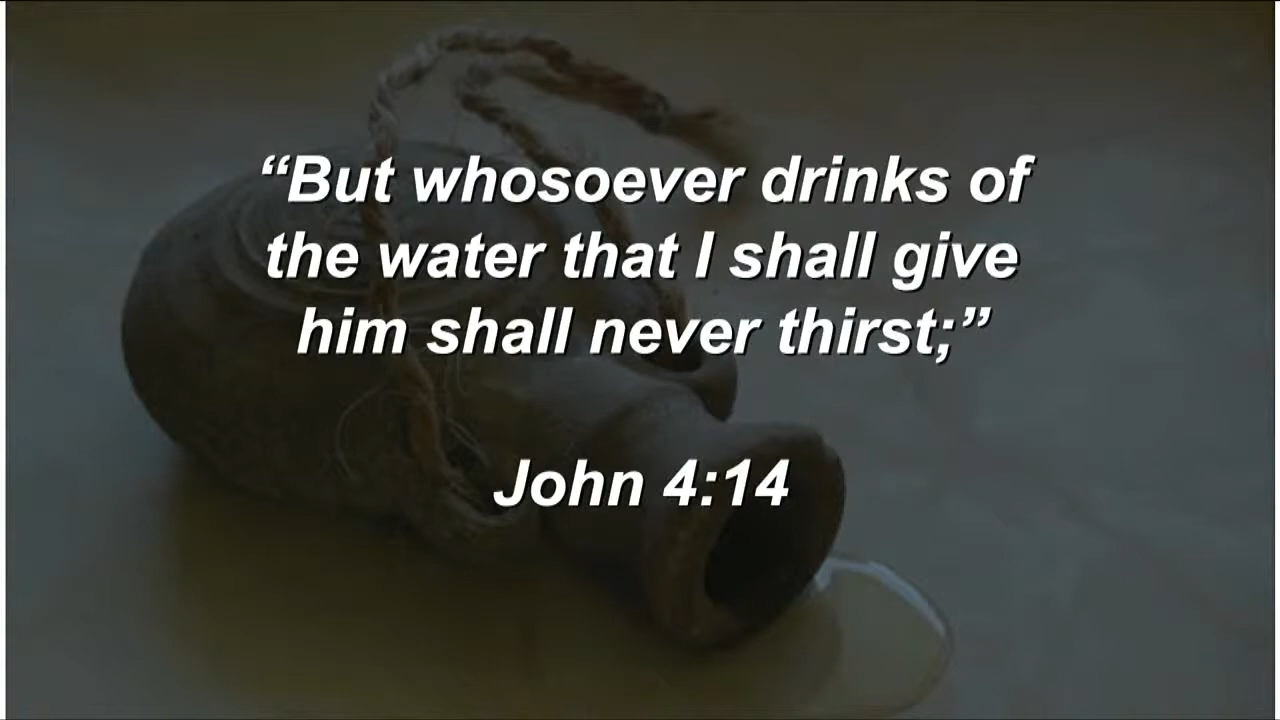 “But whosoever drinks of
the water that I shall give
him shall never thirst;”
John 4:14